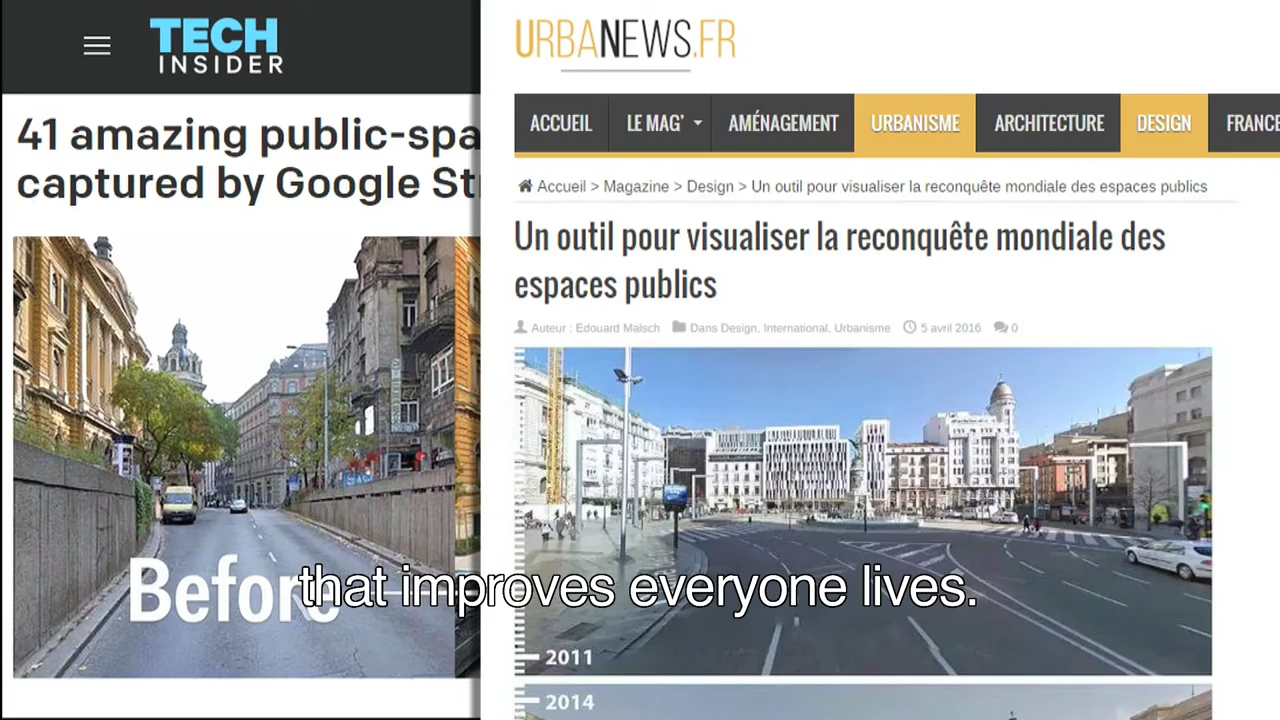 TECH
INSIDER
41 amazing public-spa
captured by Google Str
Before
URBANEWS.FR
ACCUEIL LE MAG' AMÉNAGEMENT URBANISME ARCHITECTURE DESIGN FRANCE
Accueil > Magazine > Design > Un outil pour visualiser la reconquête mondiale des espaces publics
Un outil pour visualiser la reconquête mondiale des
espaces publics
Auteur : Edouard Malsch Dans Design, International, Urbanisme 5 avril 2016 0
2011
2014
that improves everyone lives.